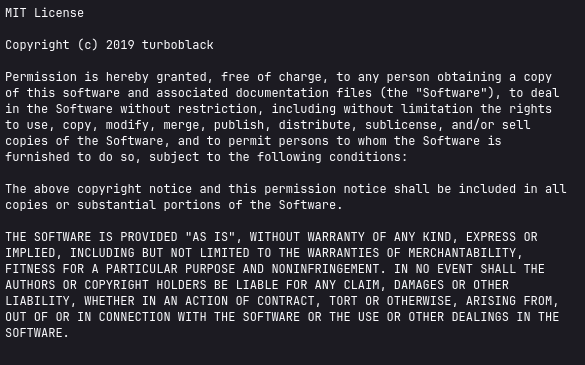 MIT License
Copyright (c) 2019 turboblack
Permission is hereby granted, free of charge, to any person obtaining a copy
of this software and associated documentation files (the "Software"), to deal
in the Software without restriction, including without limitation the rights
to use, copy, modify, merge, publish, distribute, sublicense, and/or sell
copies of the Software, and to permit persons to whom the Software is
furnished to do so, subject to the following conditions:
The above copyright notice and this permission notice shall be included in all
copies or substantial portions of the Software.
THE SOFTWARE IS PROVIDED "AS IS", WITHOUT WARRANTY OF ANY KIND, EXPRESS OR
IMPLIED, INCLUDING BUT NOT LIMITED TO THE WARRANTIES OF MERCHANTABILITY,
FITNESS FOR A PARTICULAR PURPOSE AND NONINFRINGEMENT. IN NO EVENT SHALL THE
AUTHORS OR COPYRIGHT HOLDERS BE LIABLE FOR ANY CLAIM, DAMAGES OR OTHER
LIABILITY, WHETHER IN AN ACTION OF CONTRACT, TORT OR OTHERWISE, ARISING FROM,
OUT OF OR IN CONNECTION WITH THE SOFTWARE OR THE USE OR OTHER DEALINGS IN THE
SOFTWARE.